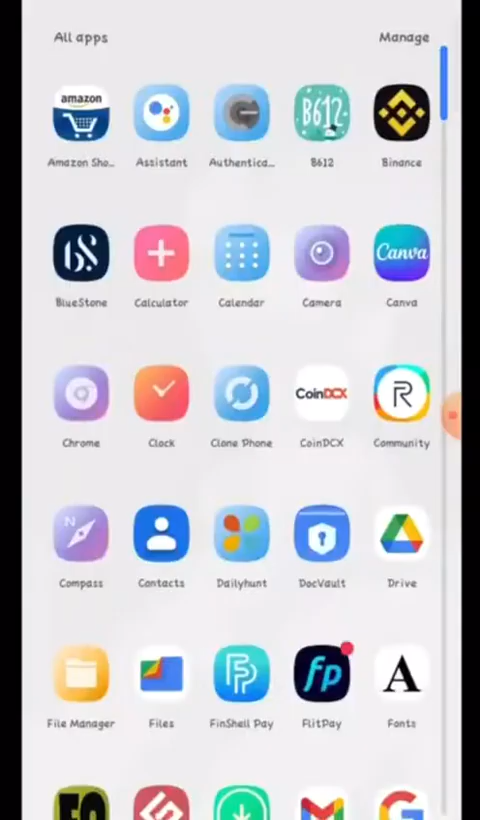 All apps Manage
amazon B612
Amazon Sho... Assistant Authentica... B612 Binance
Canva
BlueStone Calculator Calendar Camera Canva
CoinDCX R
Chrome Clock Clone Phone CoinDCX Community
N
Compass Contacts Dailyhunt DocVault Drive
fp A
File Manager Files FinShell Pay FlitPay Fonts